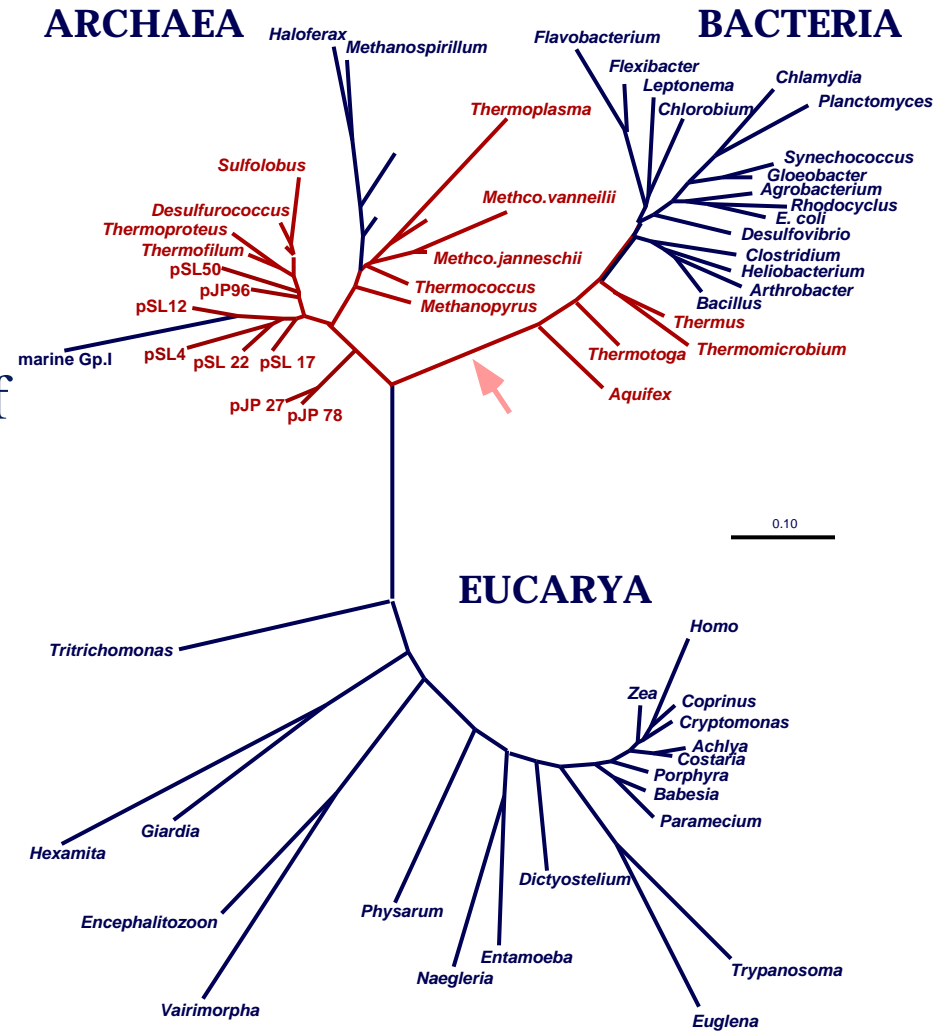 ARCHAEA
BACTERIA
Haloferax
Methanospirillum
Flavobacterium
Flexibacter
Leptonema
Chlorobium
Chlamydia
Planctomyces
Thermoplasma
Sulfolobus
Synechococcus
Gloeobacter
Agrobacterium
Rhodocyclus
E. coli
Desulfovibrio
Methco.vanneilii
Desulfurococcus
Thermoproteus
Thermofilum
pSL50
pJP96
pSL12
Methco.janneschii
Thermococcus
Methanopyrus
Clostridium
Heliobacterium
Arthrobacter
Bacillus
Thermus
Thermomicrobium
Thermotoga
Aquifex
marine Gp.I
pSL4
pSL 22
pSL 17
f
pJP 27
pJP 78
0.10
EUCARYA
Homo
Tritrichomonas
Zea
Coprinus
Cryptomonas
Achlya
Costaria
Porphyra
Babesia
Paramecium
Giardia
Hexamita
Dictyostelium
Encephalitozoon
Physarum
Entamoeba
Naegleria
Trypanosoma
Vairimorpha
Euglena